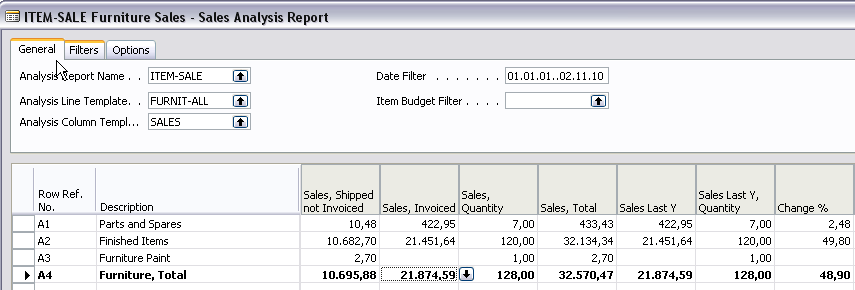 ITEM-SALE Furniture Sales - Sales Analysis Report
General Filters Options
Analysis Report Name . . ITEM-SALE Date Filter . . . . . . . 01.01.01..02.11.10
Analysis Line Template. . FURNIT-ALL Item Budget Filter . . . .
Analysis Column Templ... SALES
Row Ref. No. Description Sales, Shipped not Invoiced Sales, Invoiced Sales, Quantity Sales, Total Sales Last Y Sales Last Y, Quantity Change %
A1 Parts and Spares 10,48 422,95 7,00 433,43 422,95 7,00 2,48
A2 Finished Items 10.682,70 21.451,64 120,00 32.134,34 21.451,64 120,00 49,80
A3 Furniture Paint 2,70 1,00 2,70 1,00
A4 Furniture, Total 10.695,88 21.874,59 128,00 32.570,47 21.874,59 128,00 48,90